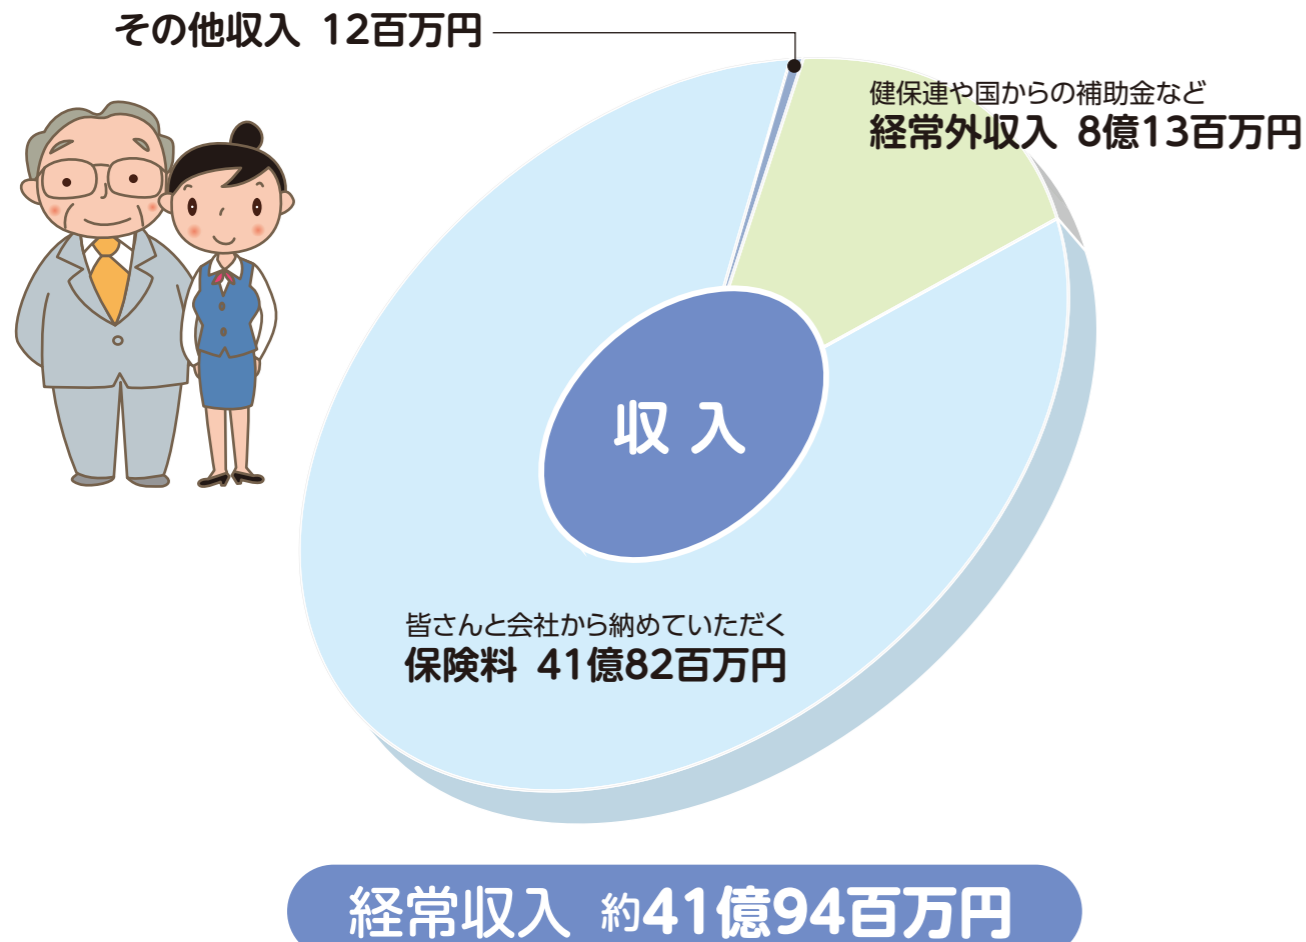 その他収入 12百万円
健保連や国からの補助金など
経常外収入 8億13百万円
収入
皆さんと会社から納めていただく
保険料 41億82百万円
経常収入 約41億94百万円